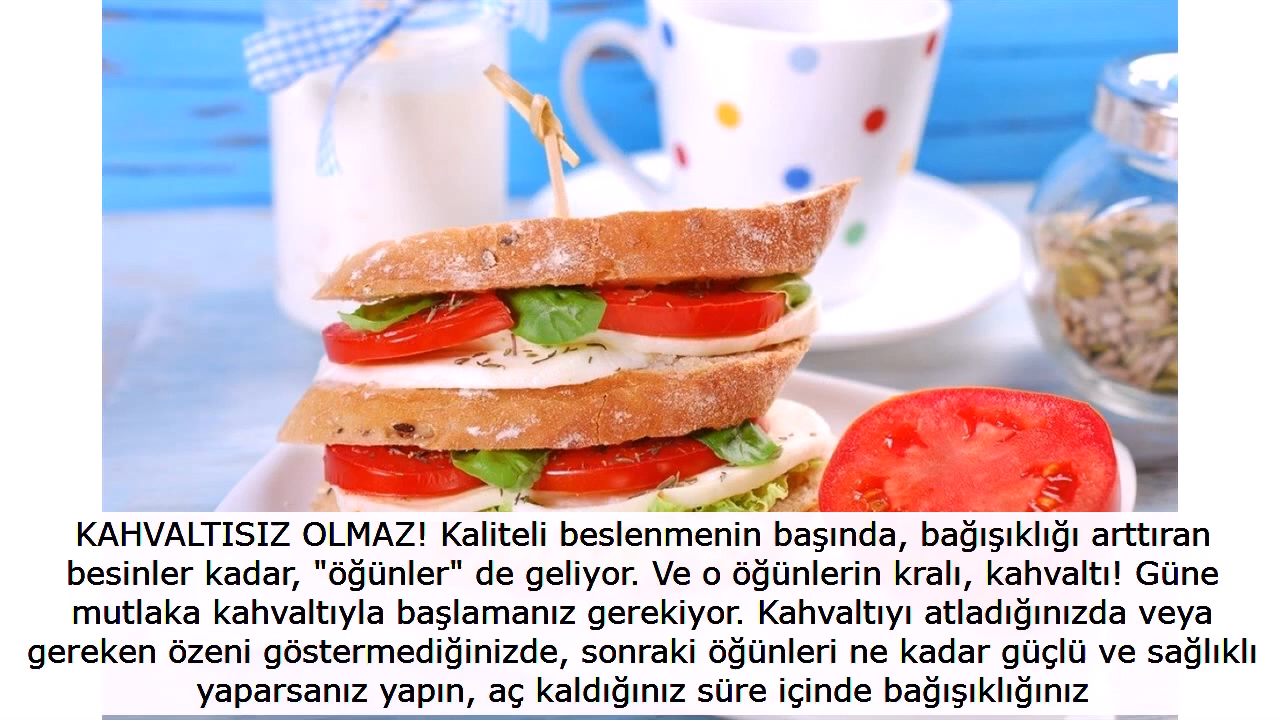 KAHVALTISIZ OLMAZ! Kaliteli beslenmenin başında, bağışıklığı arttıran
besinler kadar, "öğünler" de geliyor. Ve o öğünlerin kralı, kahvaltı! Güne
mutlaka kahvaltıyla başlamanız gerekiyor. Kahvaltıyı atladığınızda veya
gereken özeni göstermediğinizde, sonraki öğünleri ne kadar güçlü ve sağlıklı
yaparsanız yapın, aç kaldığınız süre içinde bağışıklığınız